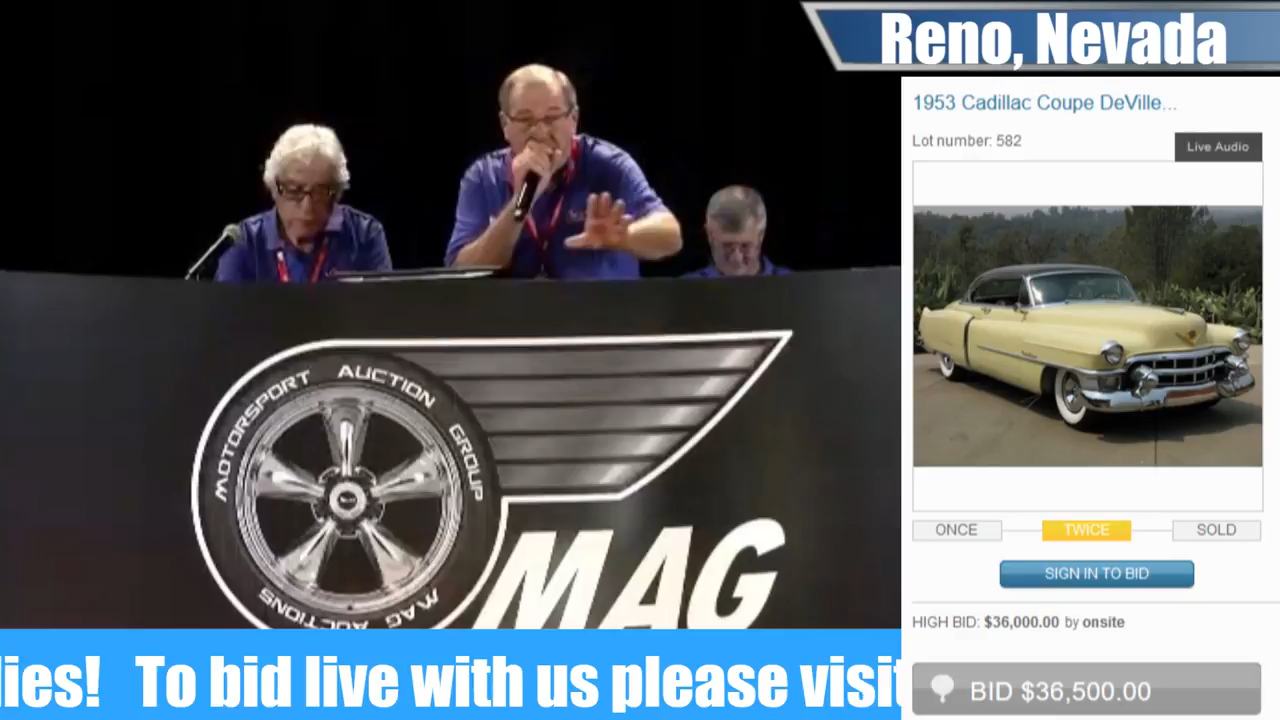 Reno, Nevada
1953 Cadillac Coupe DeVille...
Lot number: 582
Live Audio
MOTORSPORT AUCTION GROUP
MAG AUCTIONS
MAG
ONCE
TWICE
SOLD
SIGN IN TO BID
HIGH BID: $36,000.00 by onsite
BID $36,500.00
lies! To bid live with us please visit